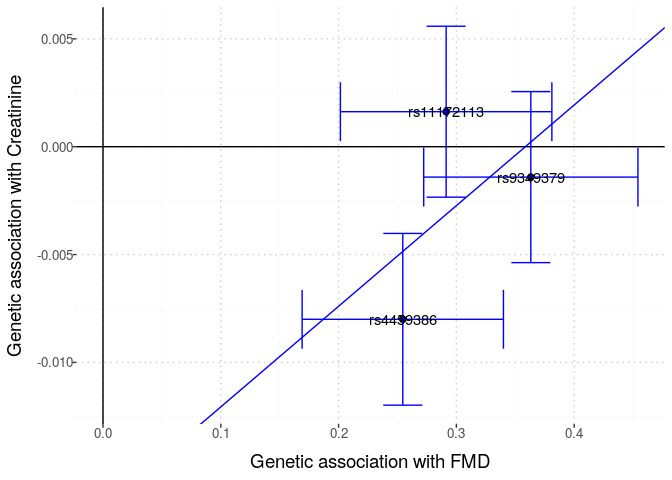 Genetic association with Creatinine
0.005
0.000
-0.005
-0.010
rs11172113
rs9349379
rs4459386
0.0 0.1 0.2 0.3 0.4
Genetic association with FMD